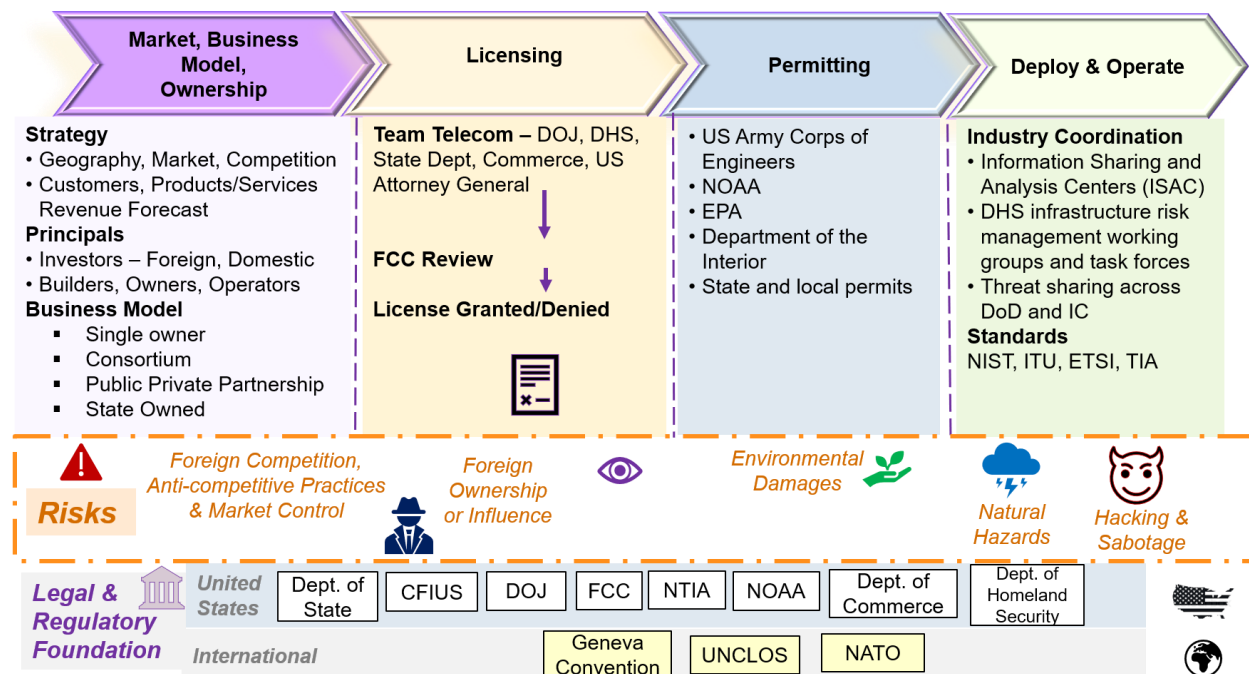 Market, Business
Model,
Ownership
Licensing
Permitting
Deploy & Operate
Strategy
• Geography, Market, Competition
• Customers, Products/Services
Revenue Forecast
Principals
• Investors – Foreign, Domestic
• Builders, Owners, Operators
Business Model
▪ Single owner
▪ Consortium
▪ Public Private Partnership
▪ State Owned
Team Telecom – DOJ, DHS,
State Dept, Commerce, US
Attorney General
FCC Review
License Granted/Denied
• US Army Corps of
Engineers
• NOAA
• EPA
• Department of the
Interior
• State and local permits
Industry Coordination
• Information Sharing and
Analysis Centers (ISAC)
• DHS infrastructure risk
management working
groups and task forces
• Threat sharing across
DoD and IC
Standards
NIST, ITU, ETSI, TIA
Risks
Foreign Competition,
Anti-competitive Practices
& Market Control
Foreign
Ownership
or Influence
Environmental
Damages
Natural
Hazards
Hacking &
Sabotage
Legal &
Regulatory
Foundation
United
States
Dept. of
State
CFIUS
DOJ
FCC
NTIA
NOAA
Dept. of
Commerce
Dept. of
Homeland
Security
International
Geneva
Convention
UNCLOS
NATO